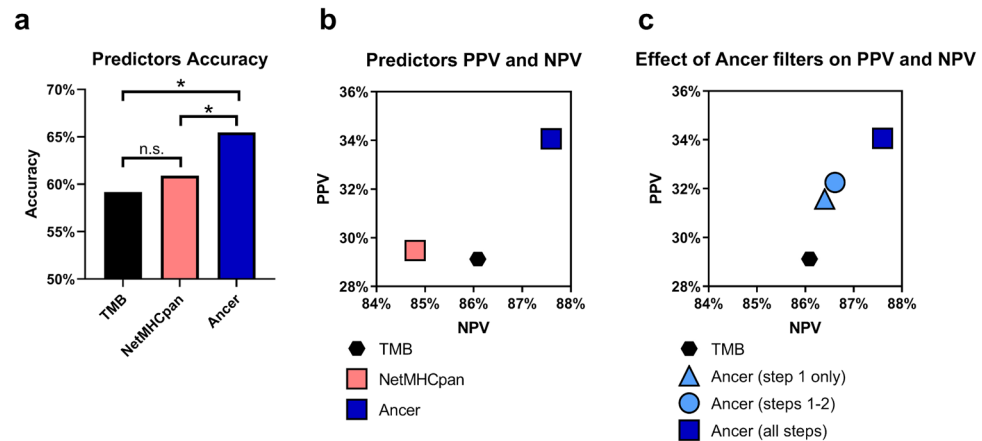 a
Predictors Accuracy
70%
65%
60%
55%
50%
Accuracy
*
*
n.s.
TMB
NetMHCpan
Ancer
b
Predictors PPV and NPV
36%
34%
32%
30%
28%
PPV
84%
85%
86%
87%
88%
NPV
TMB
NetMHCpan
Ancer
c
Effect of Ancer filters on PPV and NPV
36%
34%
32%
30%
28%
PPV
84%
85%
86%
87%
88%
NPV
TMB
Ancer (step 1 only)
Ancer (steps 1-2)
Ancer (all steps)